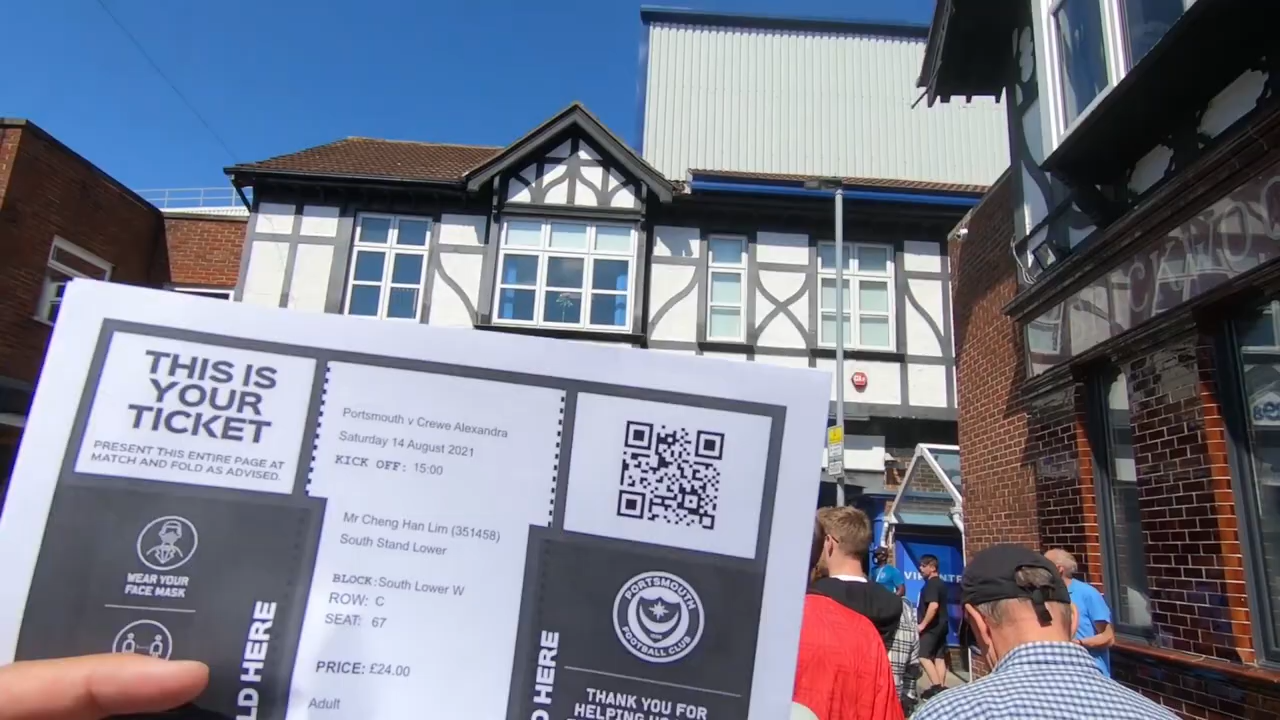 THIS IS
YOUR
TICKET
PRESENT THIS ENTIRE PAGE AT
MATCH AND FOLD AS ADVISED.
WEAR YOUR
FACE MASK
Portsmouth v Crewe Alexandra
Saturday 14 August 2021
KICK OFF: 15:00
Mr Cheng Han Lim (351458)
South Stand Lower
BLOCK:South Lower W
ROW: C
SEAT: 67
PRICE: £24.00
Adult
LD HERE
D HERE
PORTSMOUTH
FOOTBALL CLUB
THANK YOU FOR